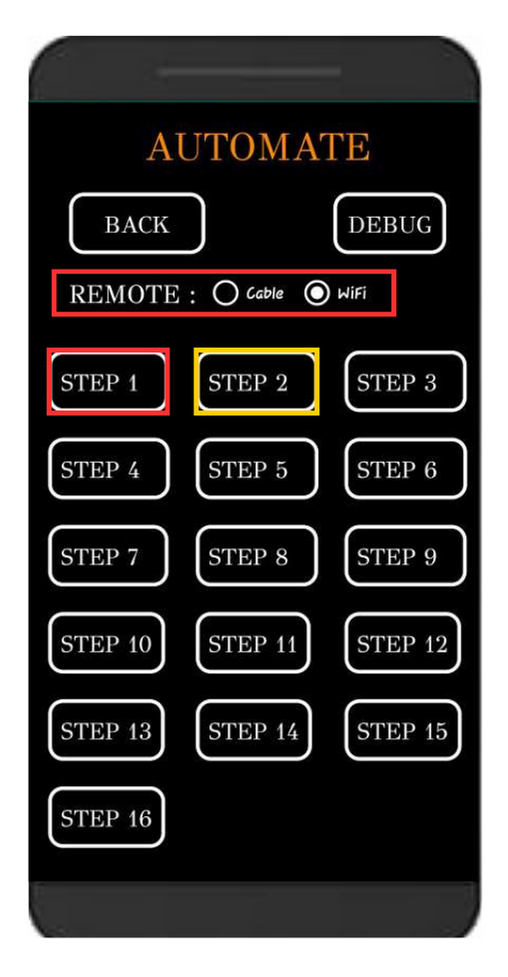 AUTOMATE
BACK DEBUG
REMOTE : Cable WiFi
STEP 1 STEP 2 STEP 3
STEP 4 STEP 5 STEP 6
STEP 7 STEP 8 STEP 9
STEP 10 STEP 11 STEP 12
STEP 13 STEP 14 STEP 15
STEP 16